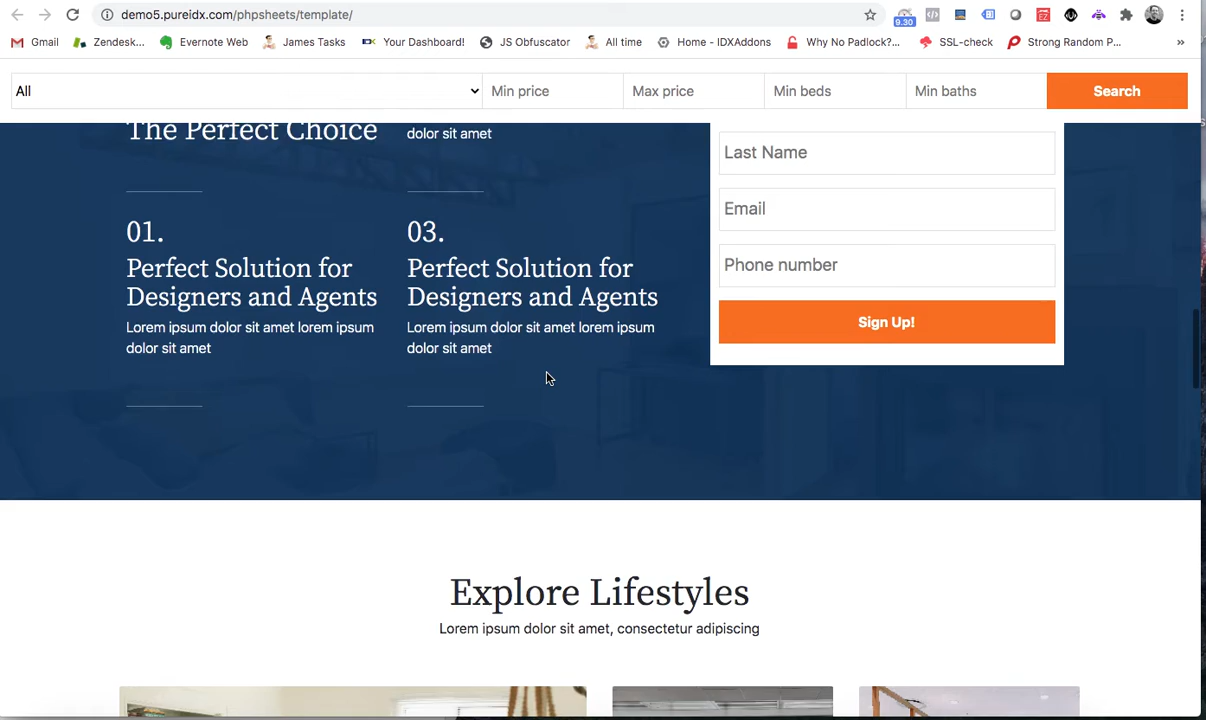 demo5.pureidx.com/phpsheets/template/
9.30
EZ
Gmail
Zendesk...
Evernote Web
James Tasks
Your Dashboard!
JS Obfuscator
All time
Home - IDXAddons
Why No Padlock?...
SSL-check
Strong Random P...
»
All
Min price
Max price
Min beds
Min baths
Search
The Perfect Choice
dolor sit amet
Last Name
Email
Phone number
Sign Up!
01.
Perfect Solution for
Designers and Agents
Lorem ipsum dolor sit amet lorem ipsum
dolor sit amet
03.
Perfect Solution for
Designers and Agents
Lorem ipsum dolor sit amet lorem ipsum
dolor sit amet
Explore Lifestyles
Lorem ipsum dolor sit amet, consectetur adipiscing